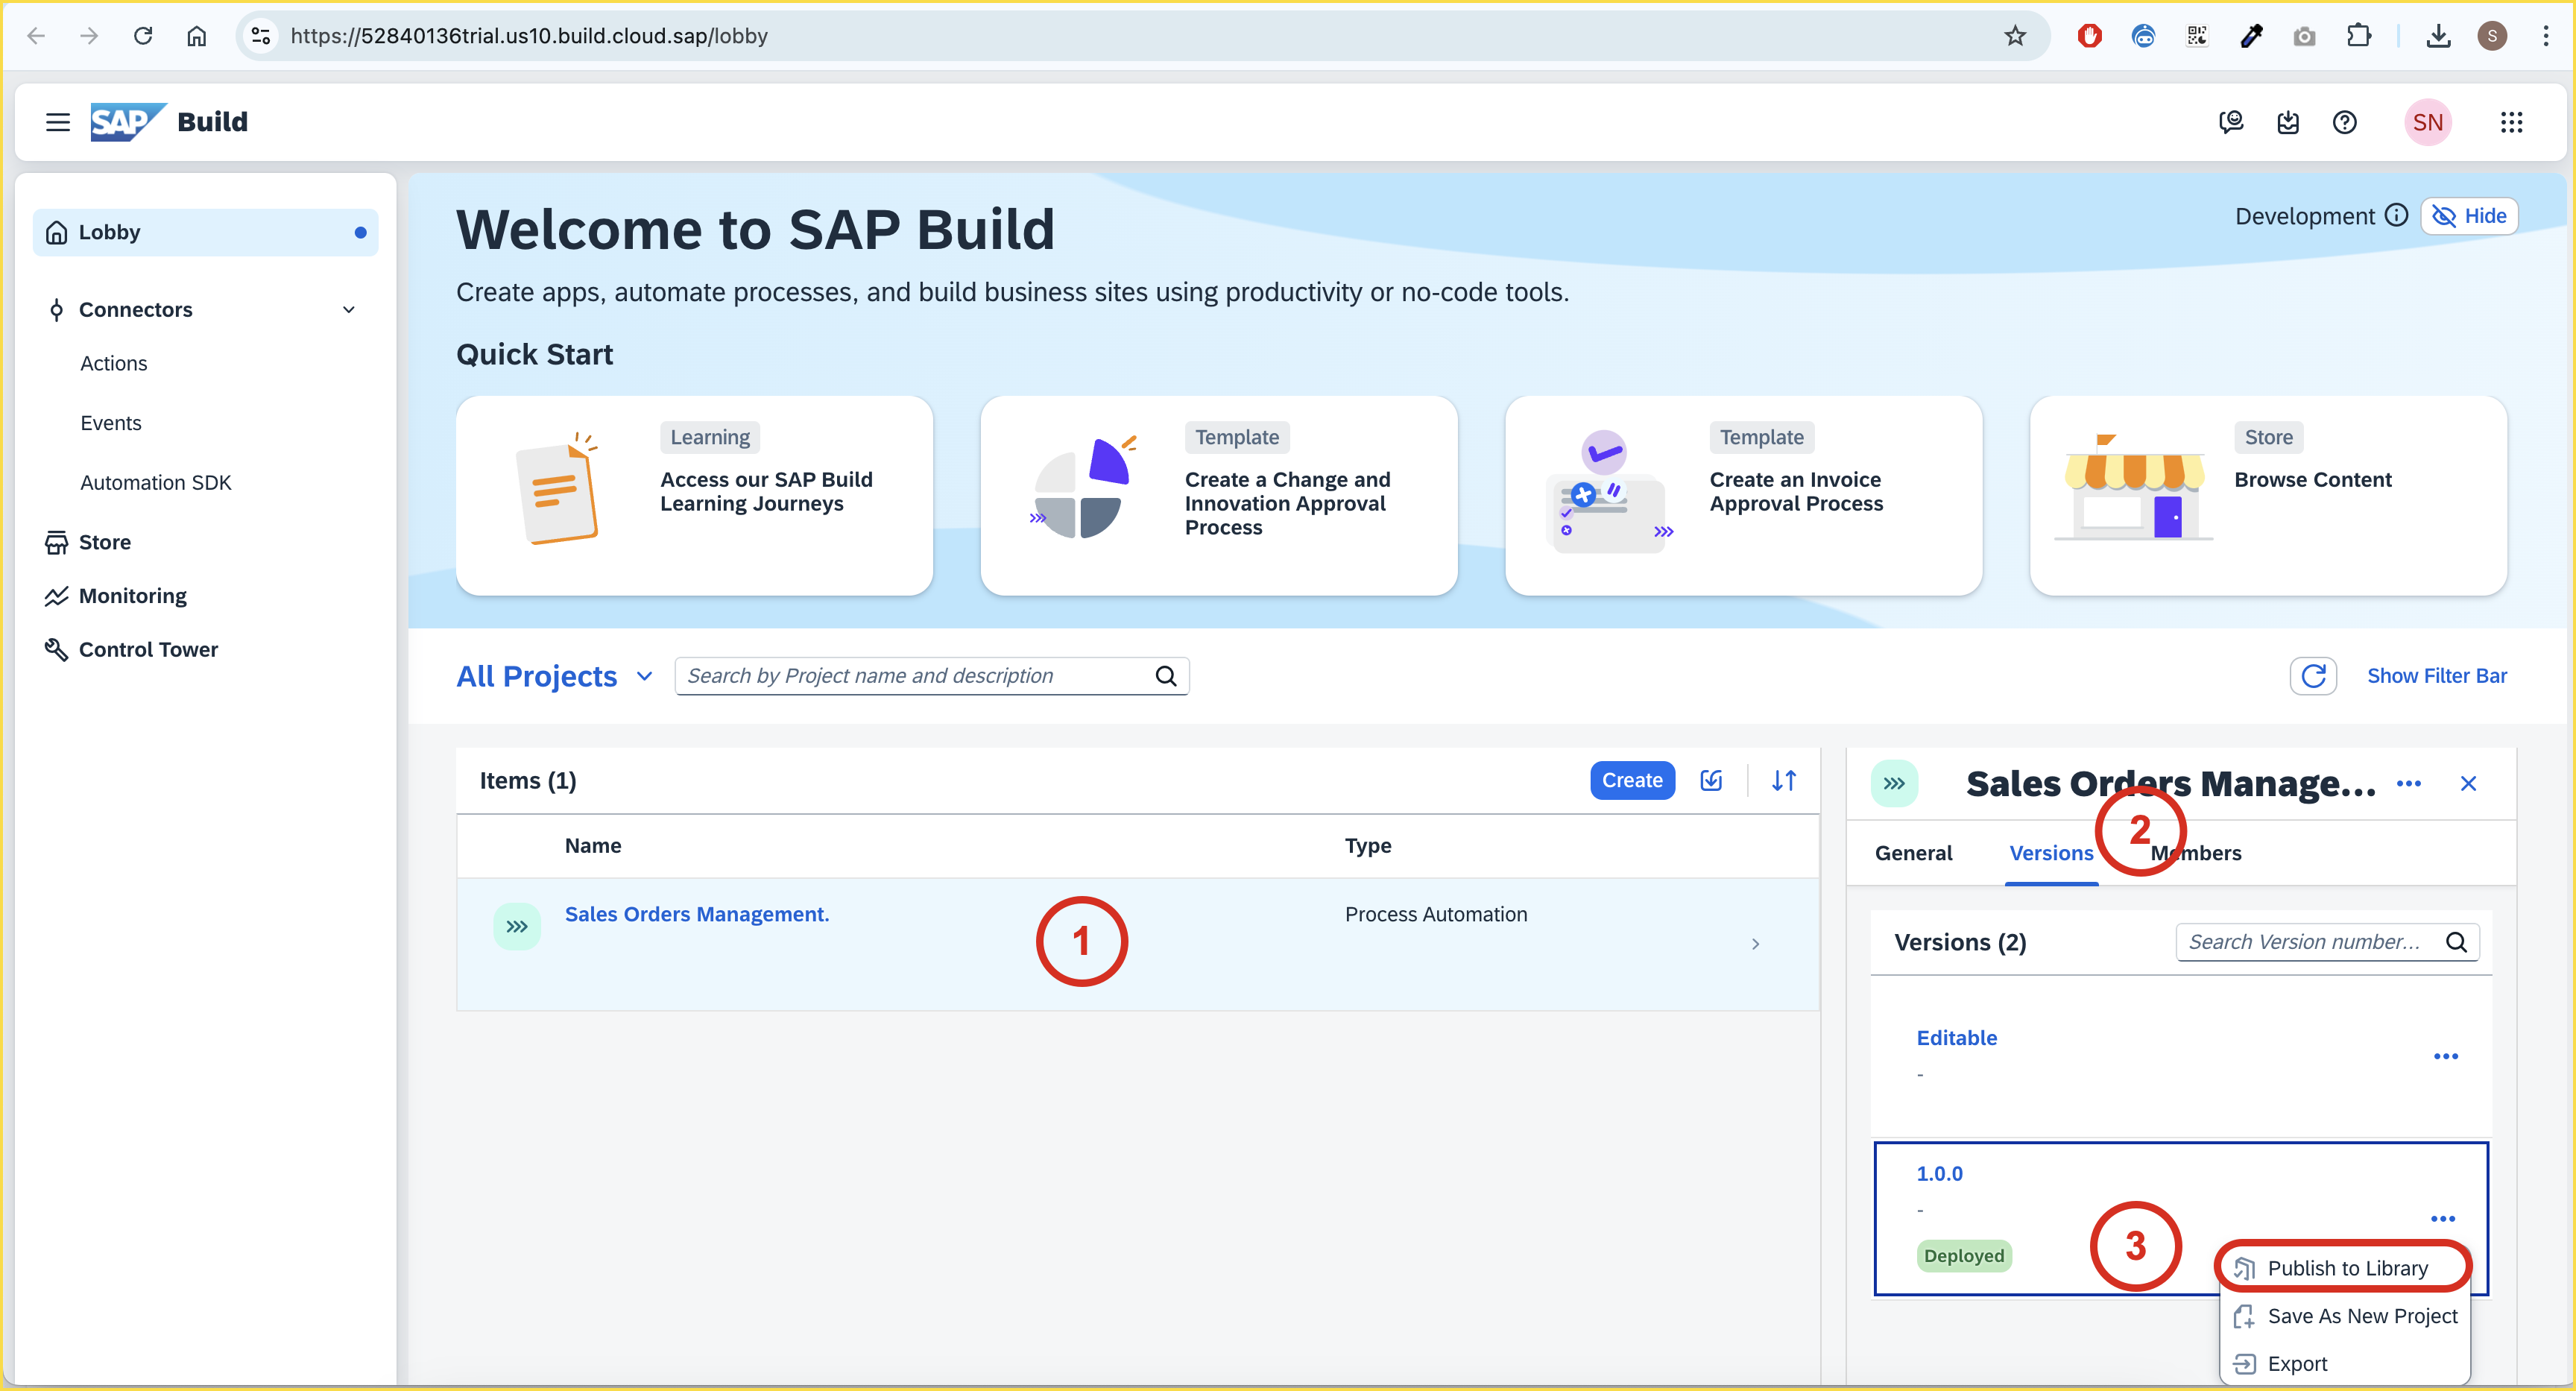 https://52840136trial.us10.build.cloud.sap/lobby
S
SAP Build
SN
Lobby
Connectors
Actions
Events
Automation SDK
Store
Monitoring
Control Tower
Welcome to SAP Build
Development
Hide
Create apps, automate processes, and build business sites using productivity or no-code tools.
Quick Start
Learning
Access our SAP Build
Learning Journeys
Template
Create a Change and
Innovation Approval
Process
Template
Create an Invoice
Approval Process
Store
Browse Content
All Projects
Search by Project name and description
Show Filter Bar
Items (1)
Create
Name
Type
Sales Orders Management.
Process Automation
1
Sales Orders Manage...
2
General
Versions
Members
Versions (2)
Search Version number...
Editable
-
1.0.0
-
Deployed
3
Publish to Library
Save As New Project
Export